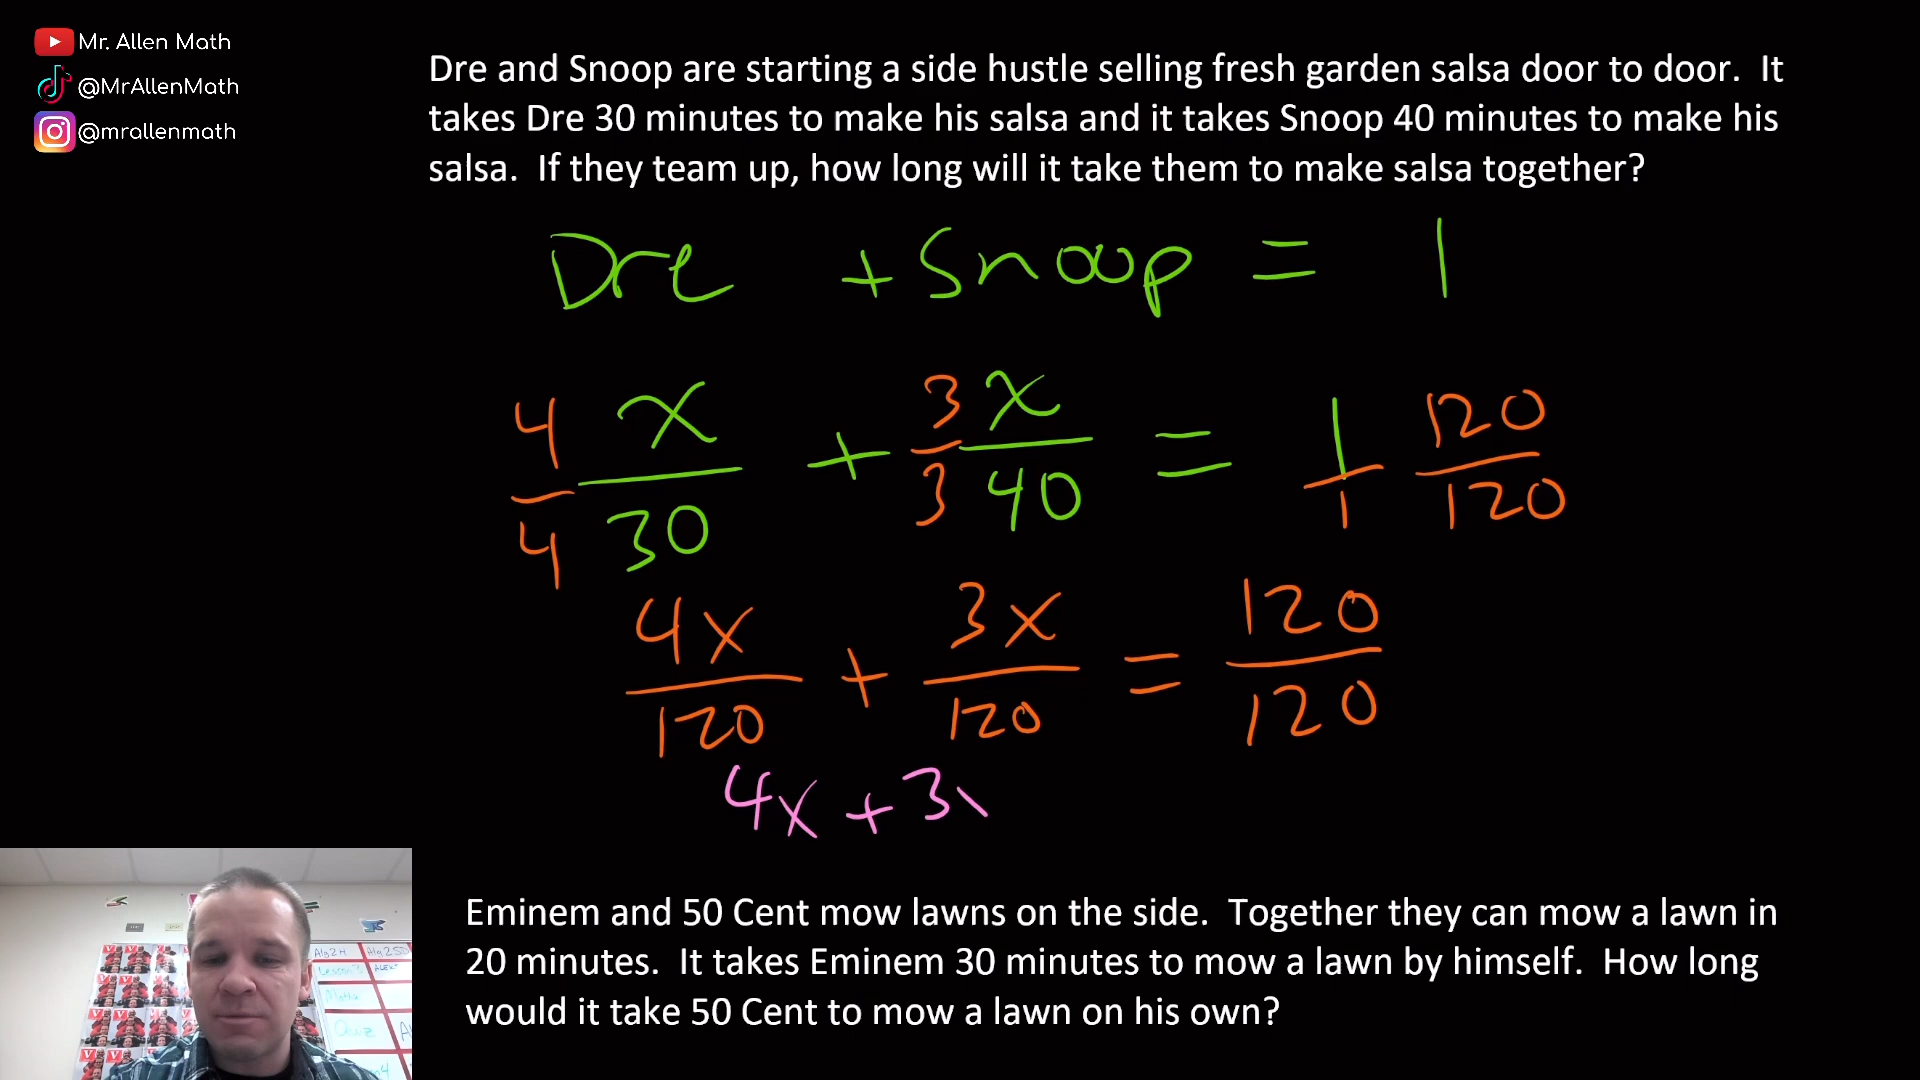 Mr. Allen Math
@MrAllenMath
@mrallenmath
Dre and Snoop are starting a side hustle selling fresh garden salsa door to door. It
takes Dre 30 minutes to make his salsa and it takes Snoop 40 minutes to make his
salsa. If they team up, how long will it take them to make salsa together?
Dre + Snoop = 1
4/4 x/30 + 3/3 x/40 = 1/1 120/120
4x/120 + 3x/120 = 120/120
4x + 3
Eminem and 50 Cent mow lawns on the side. Together they can mow a lawn in
20 minutes. It takes Eminem 30 minutes to mow a lawn by himself. How long
would it take 50 Cent to mow a lawn on his own?
Alg2H
Quiz